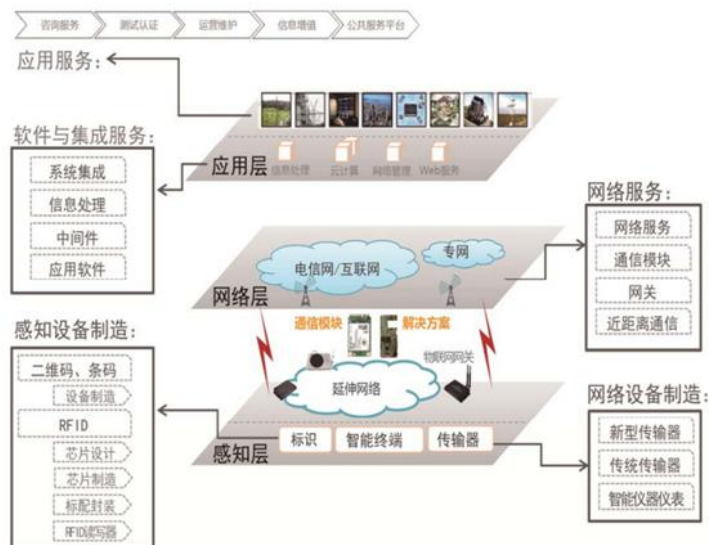 咨询服务
测试认证
运营维护
信息增值
公共服务平台
应用服务：
软件与集成服务：
系统集成
信息处理
中间件
应用软件
应用层
信息处理
云计算
网络管理
Web服务
网络服务：
网络服务
通信模块
网关
近距离通信
电信网/互联网
专网
网络层
通信模块
解决方案
物联网网关
延伸网络
感知设备制造：
二维码、条码
设备制造
RFID
芯片设计
芯片制造
标配封装
RFID读写器
标识
智能终端
传输器
感知层
网络设备制造：
新型传输器
传统传输器
智能仪器仪表